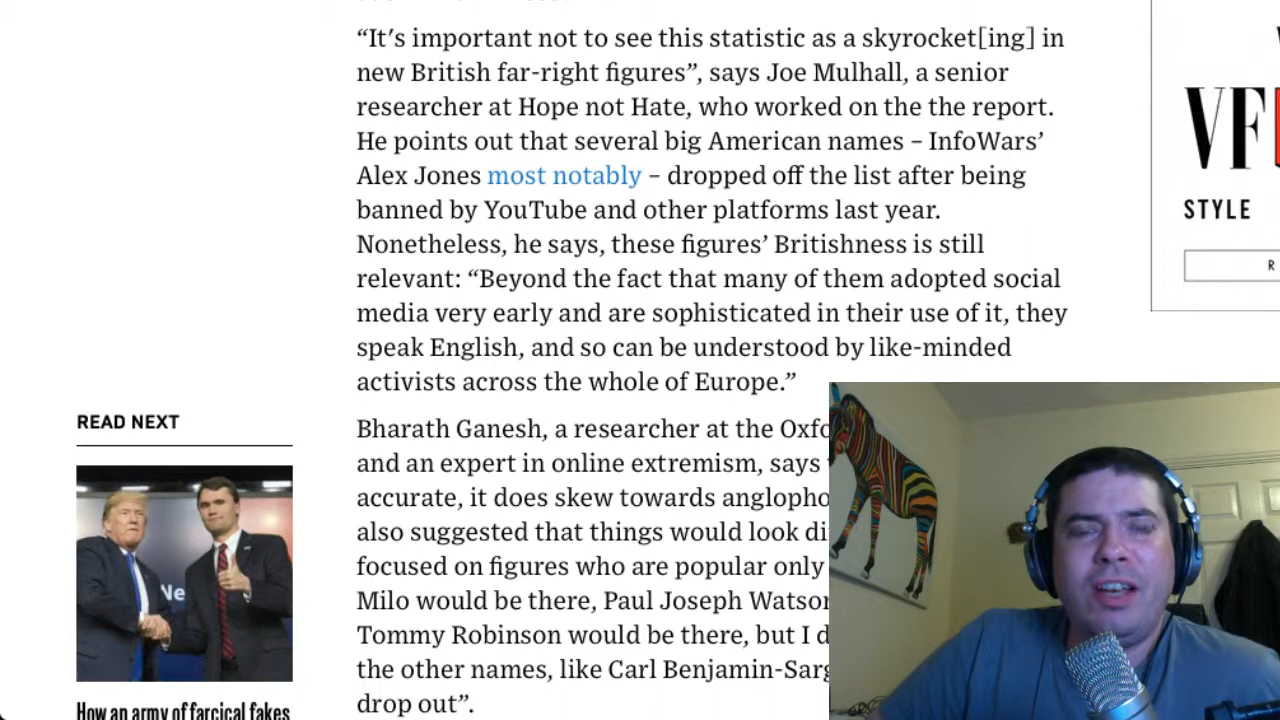 “It's important not to see this statistic as a skyrocket[ing] in
new British far-right figures”, says Joe Mulhall, a senior
researcher at Hope not Hate, who worked on the the report.
He points out that several big American names – InfoWars’
Alex Jones most notably – dropped off the list after being
banned by YouTube and other platforms last year.
Nonetheless, he says, these figures’ Britishness is still
relevant: “Beyond the fact that many of them adopted social
media very early and are sophisticated in their use of it, they
speak English, and so can be understood by like-minded
activists across the whole of Europe.”
Bharath Ganesh, a researcher at the Oxfo
and an expert in online extremism, says
accurate, it does skew towards anglopho
also suggested that things would look di
focused on figures who are popular only
Milo would be there, Paul Joseph Watson
Tommy Robinson would be there, but I d
the other names, like Carl Benjamin-Sarg
drop out”.
READ NEXT
Ne
How an army of farcical fakes
VF
STYLE
R